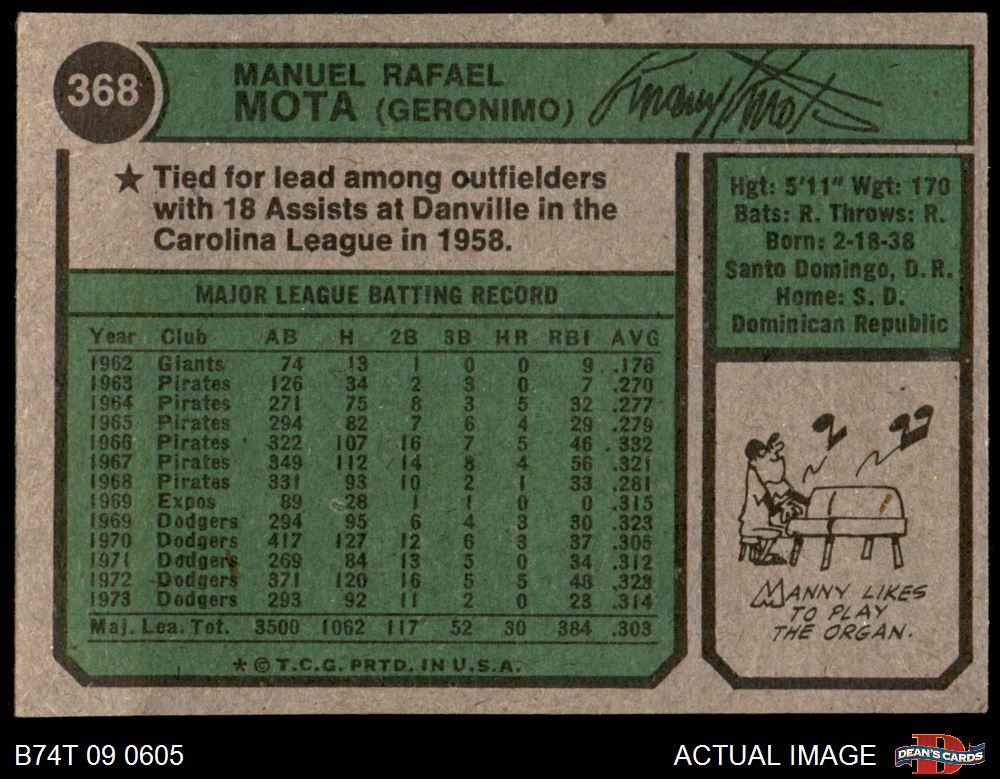 368
MANUEL RAFAEL
MOTA (GERONIMO)
Manny Mota
★ Tied for lead among outfielders
with 18 Assists at Danville in the
Carolina League in 1958.
MAJOR LEAGUE BATTING RECORD
Year Club AB H 2B 3B HR RBI AVG
1962 Giants 74 13 1 0 0 9 .176
1963 Pirates 126 34 2 3 0 7 .270
1964 Pirates 271 75 8 3 5 32 .277
1965 Pirates 294 82 7 6 4 29 .279
1966 Pirates 322 107 16 7 5 46 .332
1967 Pirates 349 112 14 8 4 56 .321
1968 Pirates 331 93 10 2 1 33 .281
1969 Expos 89 28 1 1 0 0 .315
1969 Dodgers 294 95 6 4 3 30 .323
1970 Dodgers 417 127 12 6 3 37 .305
1971 Dodgers 269 84 13 5 0 34 .312
1972 Dodgers 371 120 16 5 5 48 .323
1973 Dodgers 293 92 11 2 0 23 .314
Maj. Lea. Tot. 3500 1062 117 52 30 384 .303
* © T.C.G. PRTD. IN U.S.A.
Hgt: 5'11" Wgt: 170
Bats: R. Throws: R.
Born: 2-18-38
Santo Domingo, D.R.
Home: S. D.
Dominican Republic
MANNY LIKES
TO PLAY
THE ORGAN.
B74T 09 0605
ACTUAL IMAGE
DEAN'S CARDS